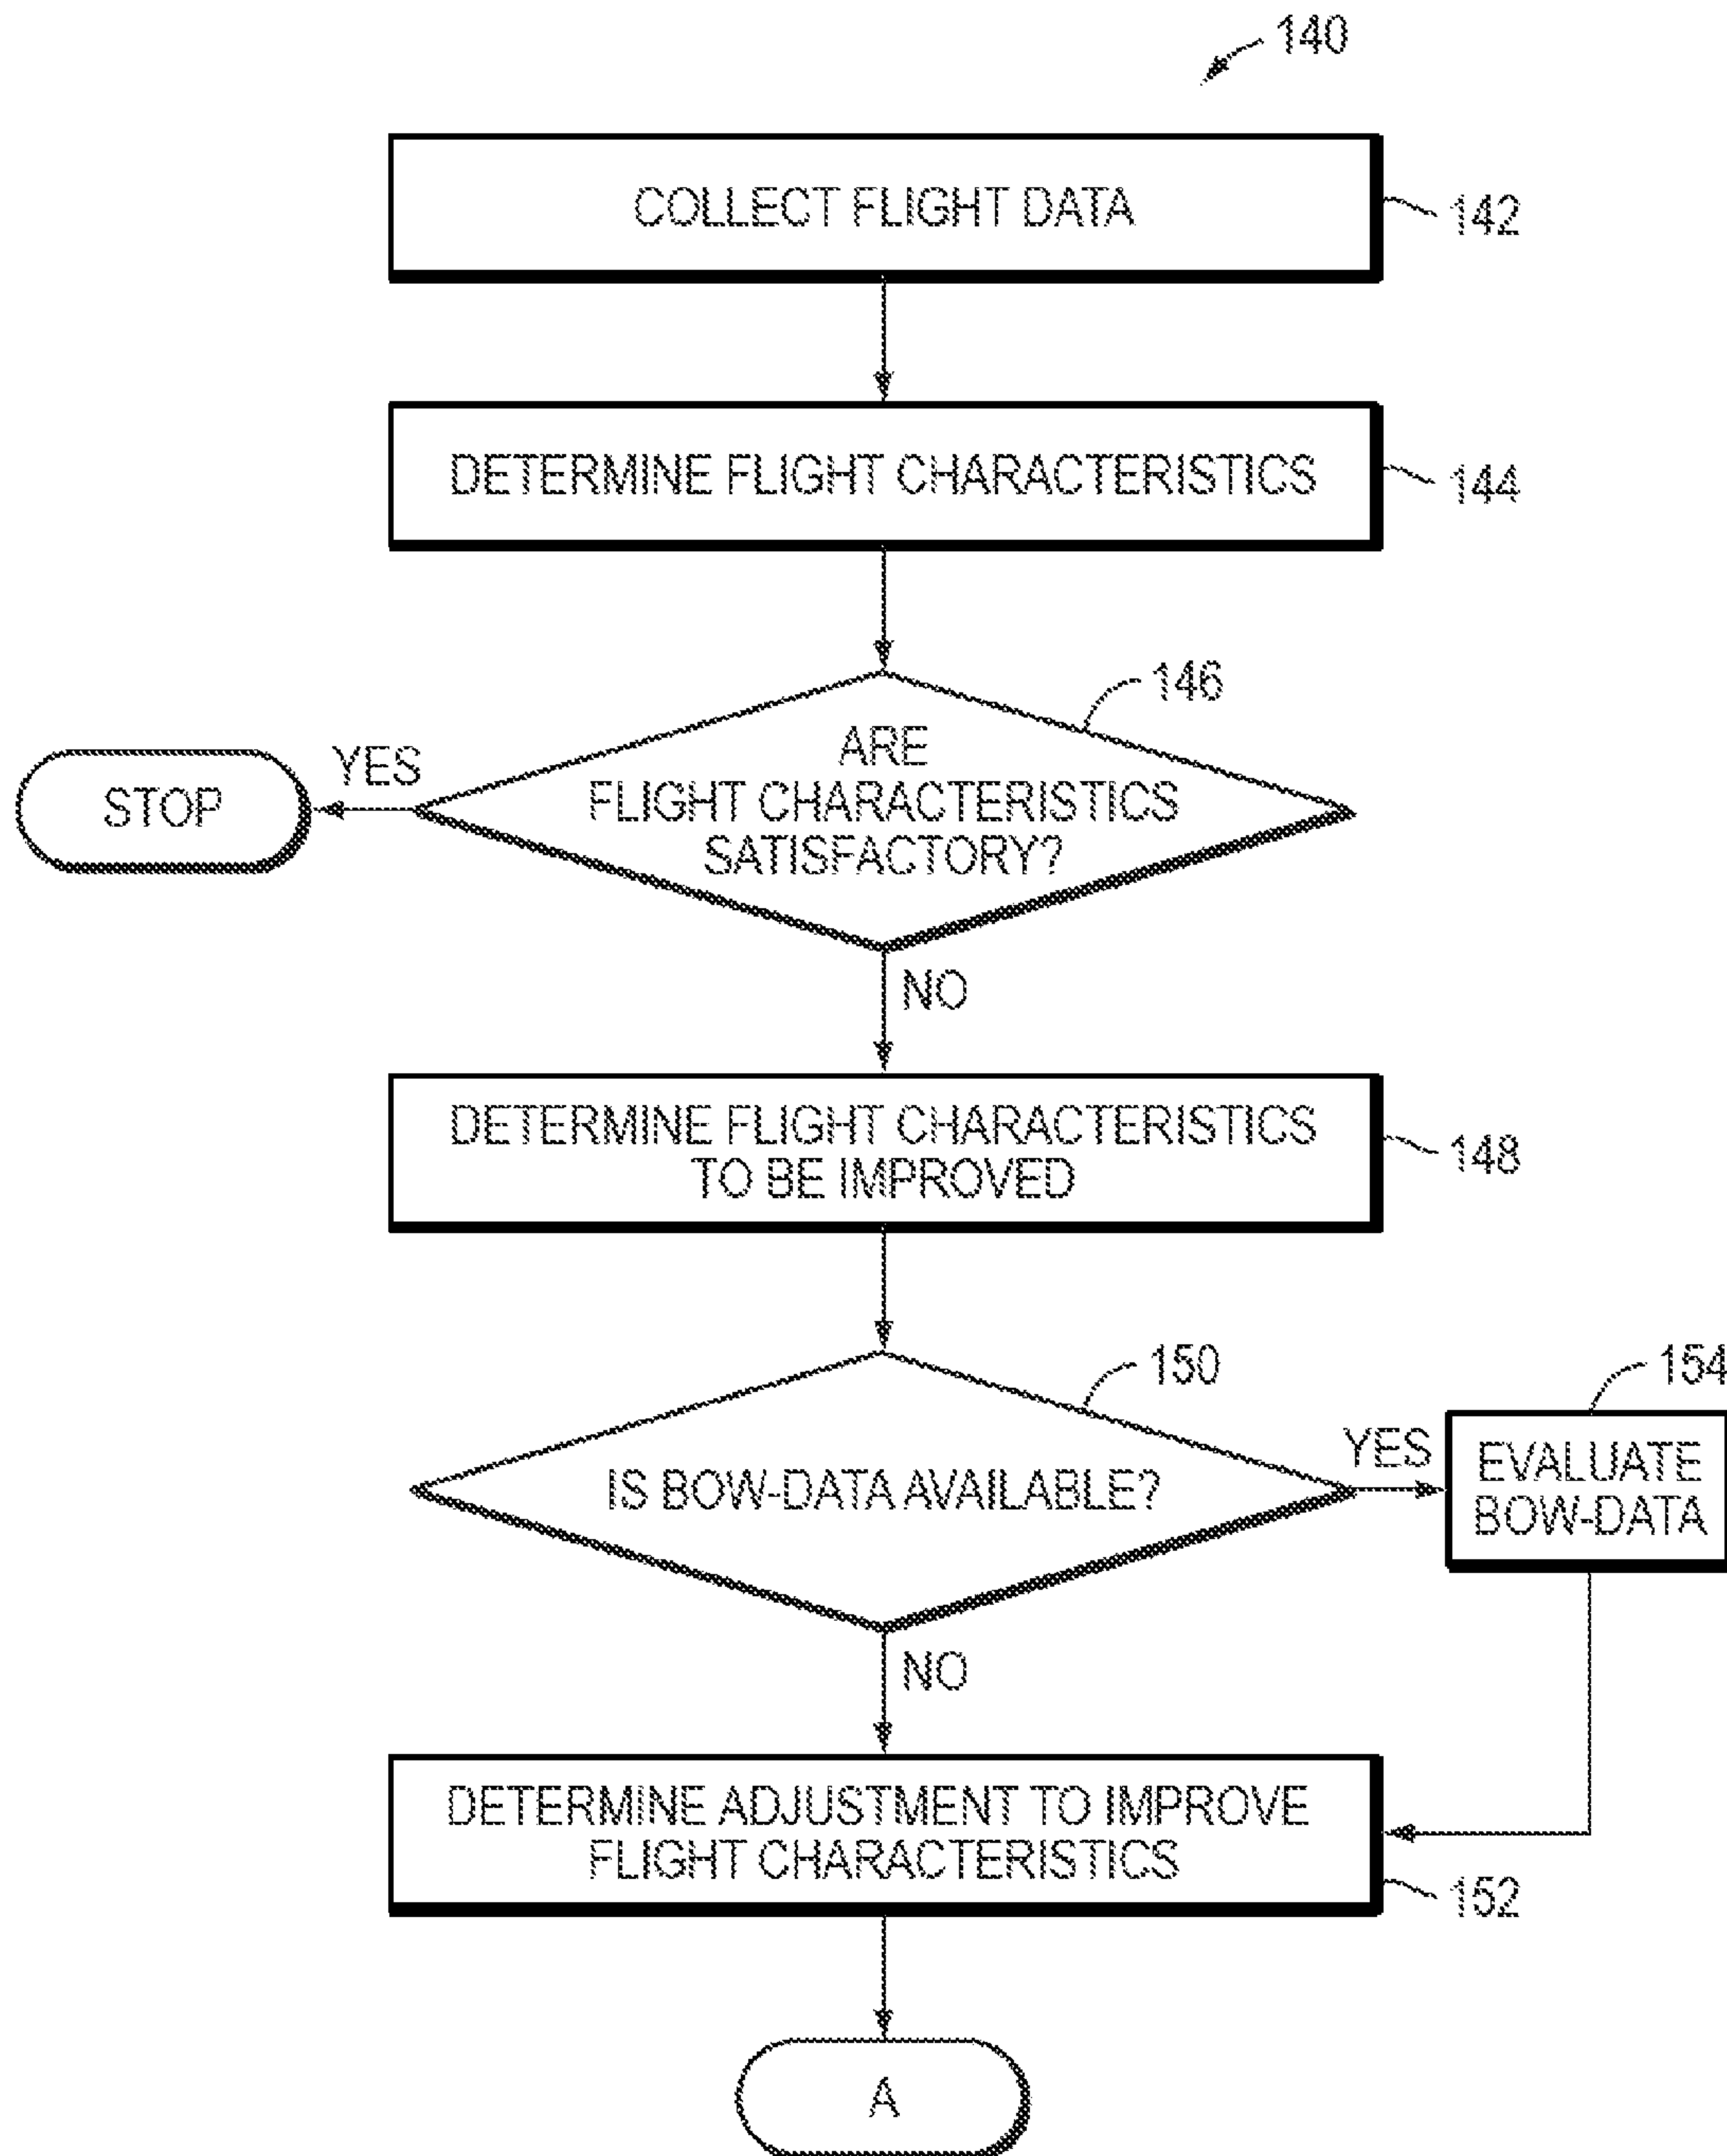 140
COLLECT FLIGHT DATA
142
DETERMINE FLIGHT CHARACTERISTICS
144
146
ARE
FLIGHT CHARACTERISTICS
SATISFACTORY?
YES
STOP
NO
DETERMINE FLIGHT CHARACTERISTICS
TO BE IMPROVED
148
150
IS BOW-DATA AVAILABLE?
YES
154
EVALUATE
BOW-DATA
NO
DETERMINE ADJUSTMENT TO IMPROVE
FLIGHT CHARACTERISTICS
152
A